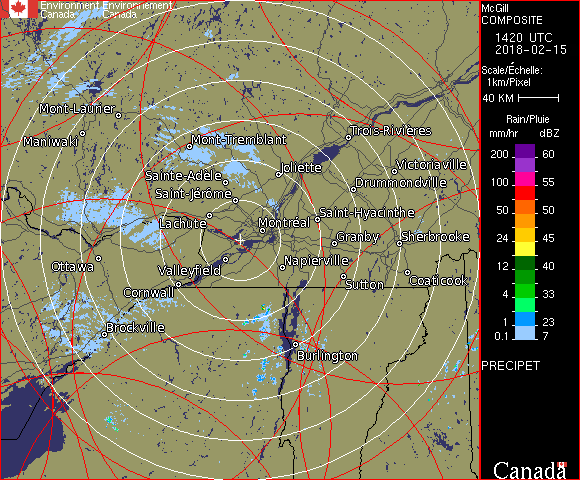 Environment Environnement
Canada Canada
McGill
COMPOSITE
1420 UTC
2018-02-15
Scale/Échelle:
1km/Pixel
40 KM
Rain/Pluie
mm/hr dBZ
200 60
100 55
50 50
24 45
12 40
4 33
1 23
0.1 7
PRECIPET
Canada
Mont-Laurier
Maniwaki
Mont-Tremblant
Trois-Rivières
Sainte-Adèle
Joliette
Victoriaville
Saint-Jérôme
Drummondville
Lachute
Montréal
Saint-Hyacinthe
Granby
Sherbrooke
Ottawa
Valleyfield
Napierville
Cornwall
Sutton
Coaticook
Brockville
Burlington